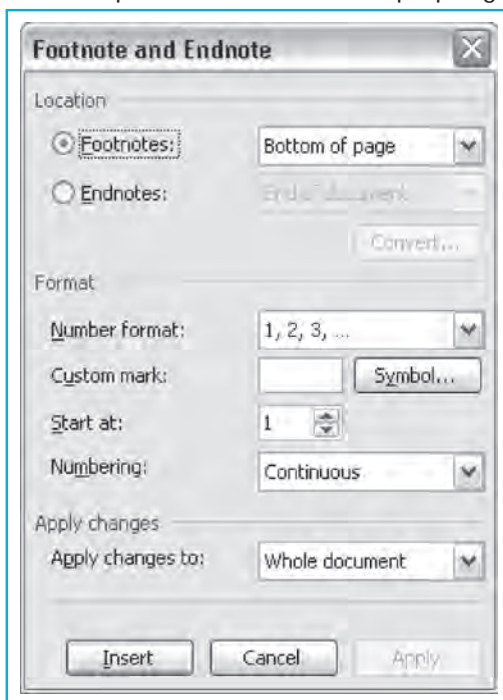 Footnote and Endnote
Location
Footnotes: Bottom of page
Endnotes: End of document
Convert...
Format
Number format: 1, 2, 3, ...
Custom mark: Symbol...
Start at: 1
Numbering: Continuous
Apply changes
Apply changes to: Whole document
Insert Cancel Apply